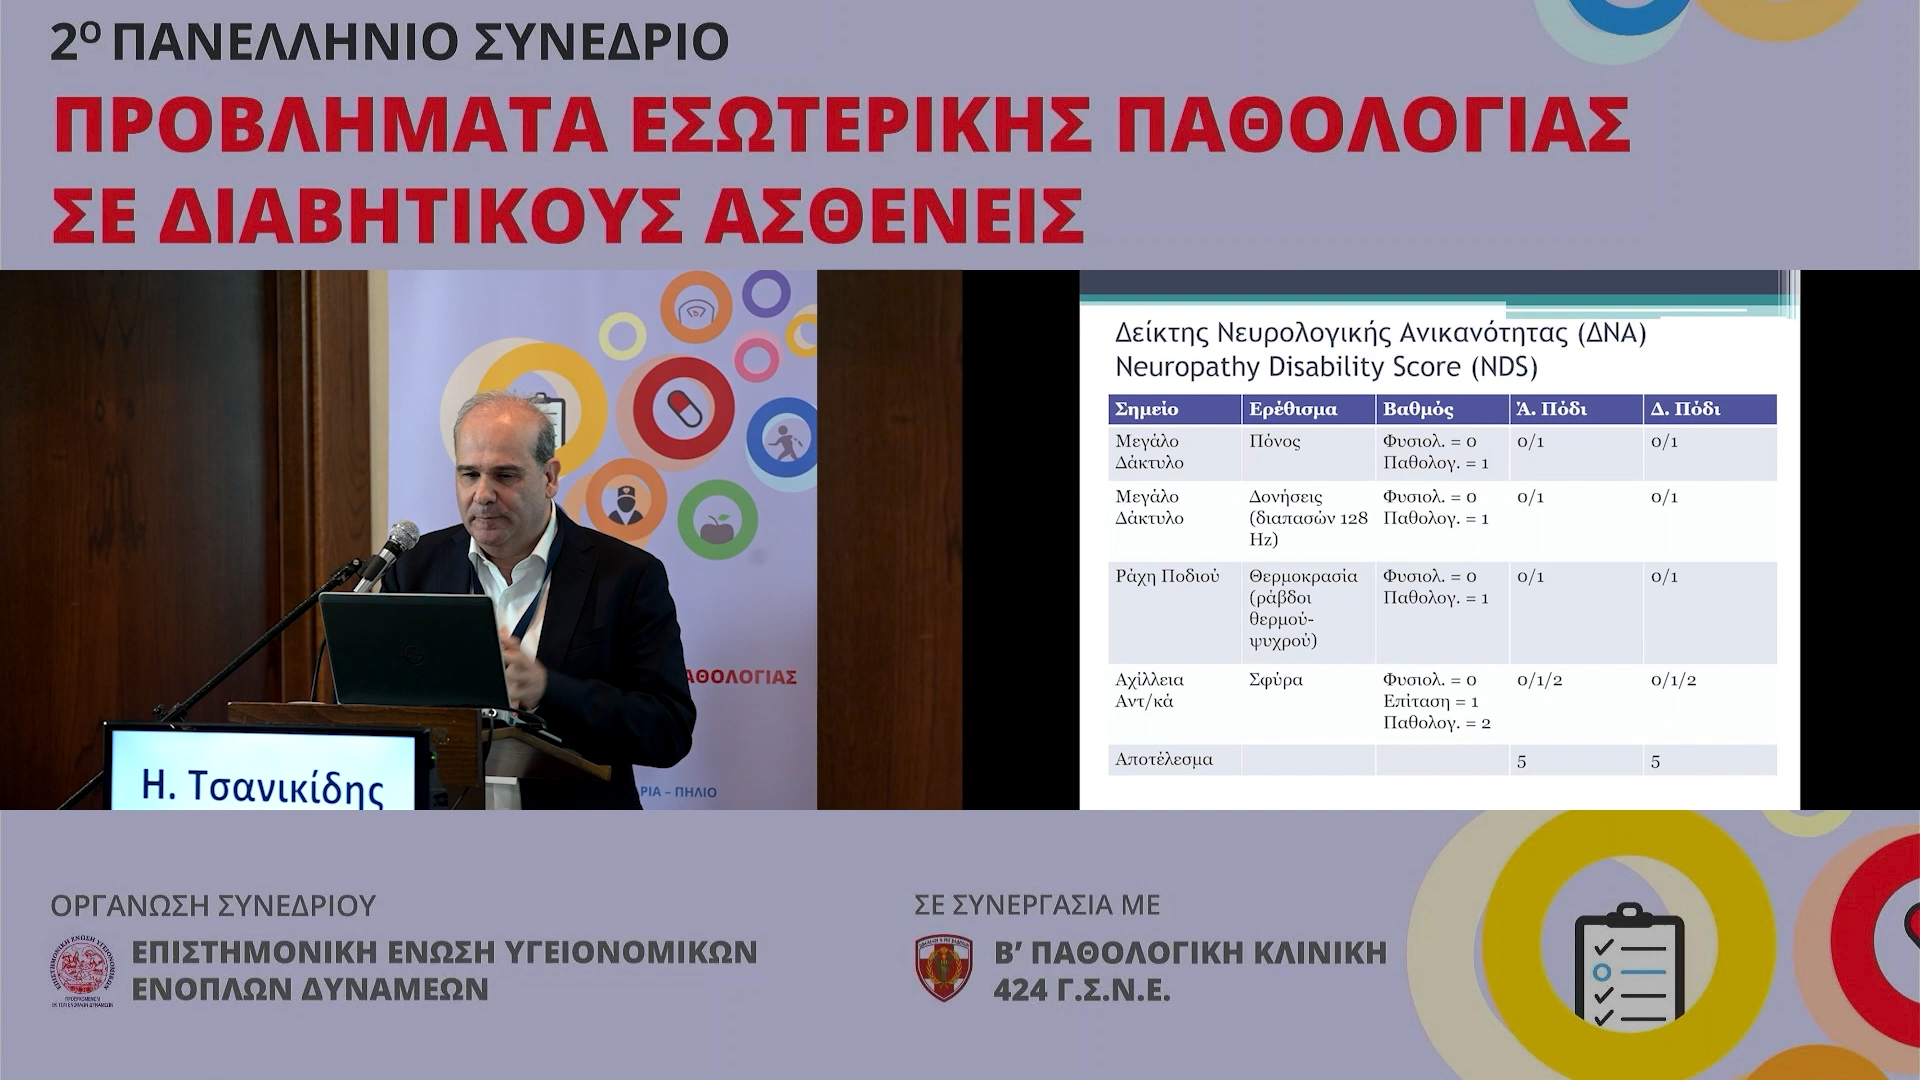 2Ο ΠΑΝΕΛΛΗΝΙΟ ΣΥΝΕΔΡΙΟ
ΠΡΟΒΛΗΜΑΤΑ ΕΣΩΤΕΡΙΚΗΣ ΠΑΘΟΛΟΓΙΑΣ
ΣΕ ΔΙΑΒΗΤΙΚΟΥΣ ΑΣΘΕΝΕΙΣ
ΑΘΟΛΟΓΙΑΣ
ΡΙΑ – ΠΗΛΙΟ
Η. Τσανικίδης
Δείκτης Νευρολογικής Ανικανότητας (ΔΝΑ)
Neuropathy Disability Score (NDS)
Σημείο Ερέθισμα Βαθμός Ά. Πόδι Δ. Πόδι
Μεγάλο Πόνος Φυσιολ. = 0 0/1 0/1
Δάκτυλο Παθολογ. = 1
Μεγάλο Δονήσεις Φυσιολ. = 0 0/1 0/1
Δάκτυλο (διαπασών 128 Παθολογ. = 1
Hz)
Ράχη Ποδιού Θερμοκρασία Φυσιολ. = 0 0/1 0/1
(ράβδοι Παθολογ. = 1
θερμού-
ψυχρού)
Αχίλλεια Σφύρα Φυσιολ. = 0 0/1/2 0/1/2
Αντ/κά Επίταση = 1
Παθολογ. = 2
Αποτέλεσμα 5 5
ΟΡΓΑΝΩΣΗ ΣΥΝΕΔΡΙΟΥ
ΕΠΙΣΤΗΜΟΝΙΚΗ ΕΝΩΣΗ ΥΓΕΙΟΝΟΜΙΚΩΝ
ΕΝΟΠΛΩΝ ΔΥΝΑΜΕΩΝ
ΣΕ ΣΥΝΕΡΓΑΣΙΑ ΜΕ
Β’ ΠΑΘΟΛΟΓΙΚΗ ΚΛΙΝΙΚΗ
424 Γ.Σ.Ν.Ε.